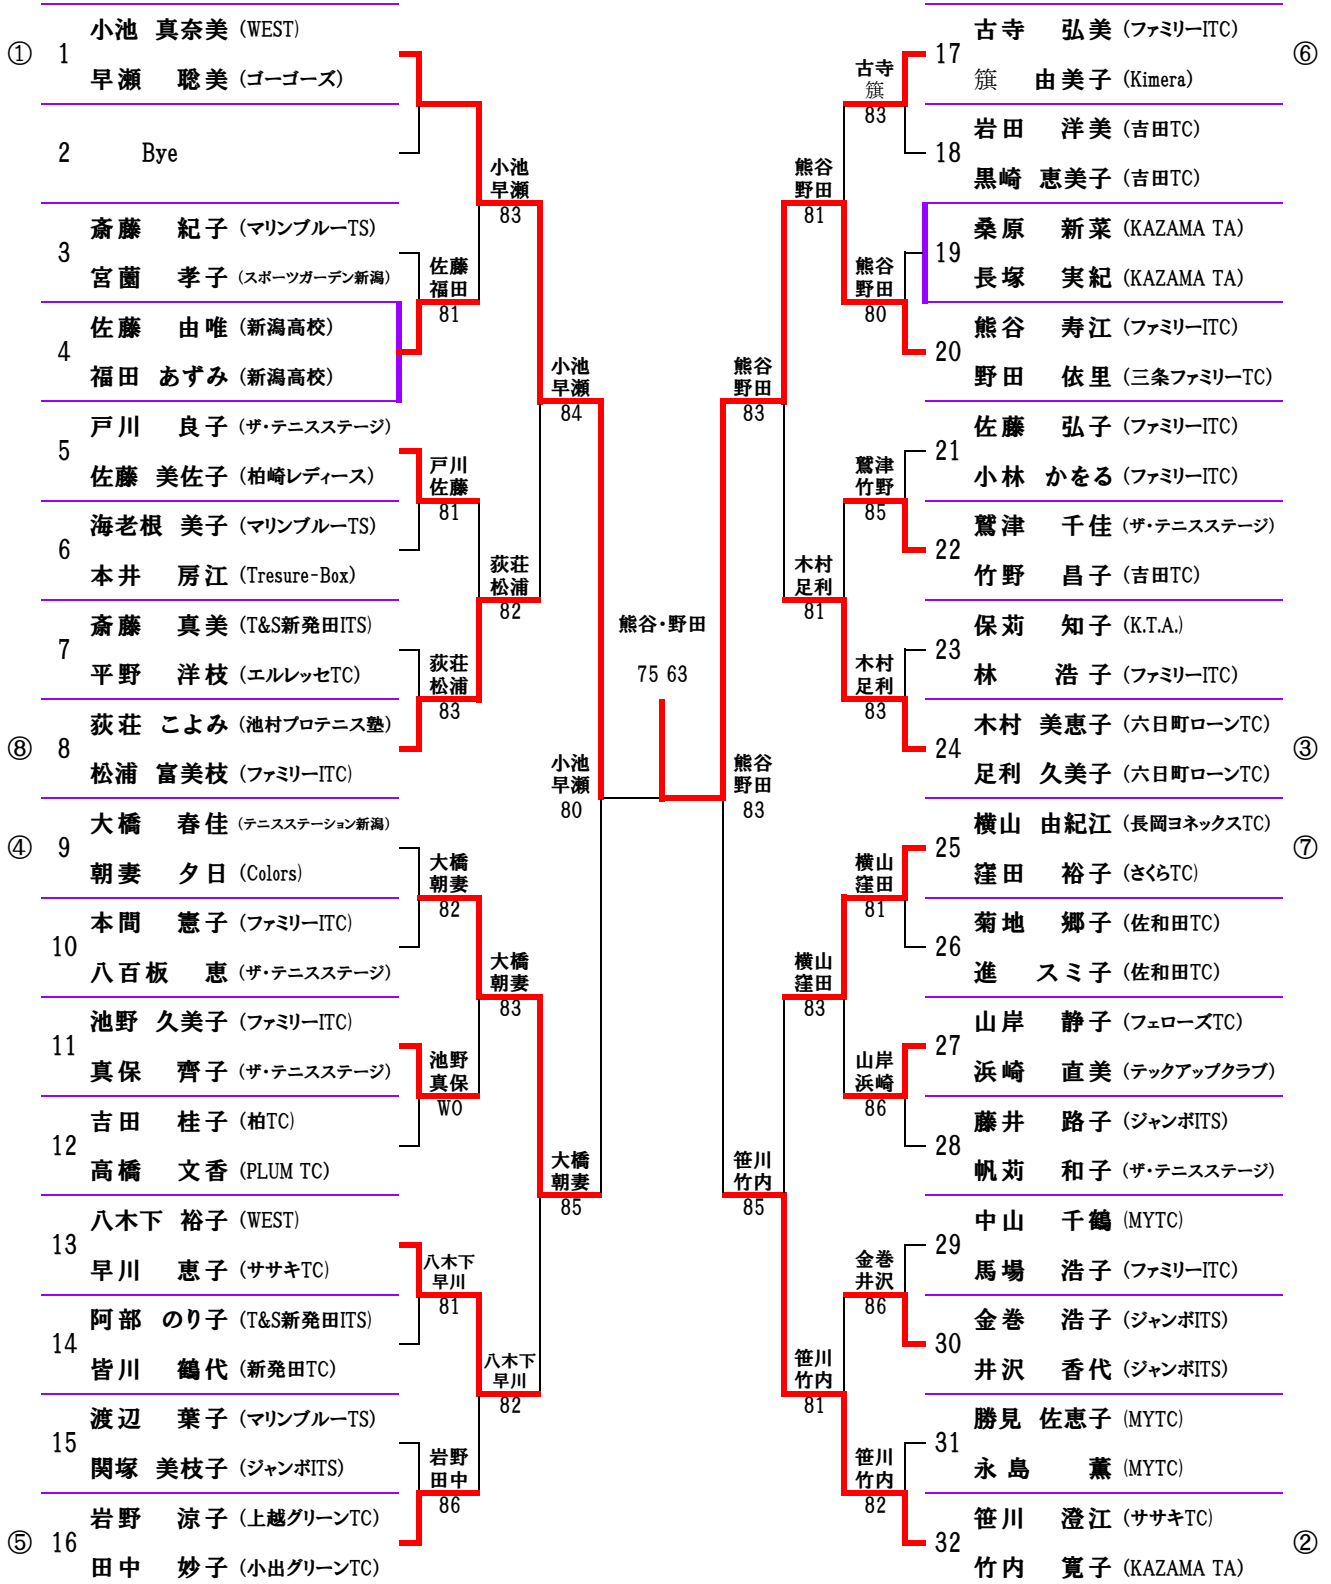 ① 1 小池 真奈美 (WEST)
早瀬 聡美 (ゴーゴーズ)
2 Bye
3 斎藤 紀子 (マリンブルーTS)
宮薗 孝子 (スポーツガーデン新潟)
4 佐藤 由唯 (新潟高校)
福田 あずみ (新潟高校)
5 戸川 良子 (ザ・テニスステージ)
佐藤 美佐子 (柏崎レディース)
6 海老根 美子 (マリンブルーTS)
本井 房江 (Tresure-Box)
7 斎藤 真美 (T&S新発田ITS)
平野 洋枝 (エルレッセTC)
⑧ 8 荻荘 こよみ (池村プロテニス塾)
松浦 富美枝 (ファミリーITC)
④ 9 大橋 春佳 (テニスステーション新潟)
朝妻 夕日 (Colors)
10 本間 憲子 (ファミリーITC)
八百板 恵 (ザ・テニスステージ)
11 池野 久美子 (ファミリーITC)
真保 齊子 (ザ・テニスステージ)
12 吉田 桂子 (柏TC)
高橋 文香 (PLUM TC)
13 八木下 裕子 (WEST)
早川 恵子 (ササキTC)
14 阿部 のり子 (T&S新発田ITS)
皆川 鶴代 (新発田TC)
15 渡辺 葉子 (マリンブルーTS)
関塚 美枝子 (ジャンボITS)
⑤ 16 岩野 涼子 (上越グリーンTC)
田中 妙子 (小出グリーンTC)
佐藤
福田
81
戸川
佐藤
81
荻荘
松浦
83
大橋
朝妻
82
池野
真保
WO
八木下
早川
81
岩野
田中
86
小池
早瀬
83
荻荘
松浦
82
大橋
朝妻
83
八木下
早川
82
小池
早瀬
84
大橋
朝妻
85
小池
早瀬
80
熊谷・野田
75 63
熊谷
野田
83
熊谷
野田
83
笹川
竹内
85
熊谷
野田
81
木村
足利
81
横山
窪田
83
笹川
竹内
81
古寺
籏
83
熊谷
野田
80
鷲津
竹野
85
木村
足利
83
横山
窪田
81
山岸
浜崎
86
金巻
井沢
86
笹川
竹内
82
17 古寺 弘美 (ファミリーITC) ⑥
籏 由美子 (Kimera)
18 岩田 洋美 (吉田TC)
黒崎 恵美子 (吉田TC)
19 桑原 新菜 (KAZAMA TA)
長塚 実紀 (KAZAMA TA)
20 熊谷 寿江 (ファミリーITC)
野田 依里 (三条ファミリーTC)
21 佐藤 弘子 (ファミリーITC)
小林 かをる (ファミリーITC)
22 鷲津 千佳 (ザ・テニスステージ)
竹野 昌子 (吉田TC)
23 保苅 知子 (K.T.A.)
林 浩子 (ファミリーITC)
24 木村 美恵子 (六日町ローンTC) ③
足利 久美子 (六日町ローンTC)
25 横山 由紀江 (長岡ヨネックスTC) ⑦
窪田 裕子 (さくらTC)
26 菊地 郷子 (佐和田TC)
進 スミ子 (佐和田TC)
27 山岸 静子 (フェローズTC)
浜崎 直美 (テックアップクラブ)
28 藤井 路子 (ジャンボITS)
帆苅 和子 (ザ・テニスステージ)
29 中山 千鶴 (MYTC)
馬場 浩子 (ファミリーITC)
30 金巻 浩子 (ジャンボITS)
井沢 香代 (ジャンボITS)
31 勝見 佐恵子 (MYTC)
永島 薫 (MYTC)
32 笹川 澄江 (ササキTC) ②
竹内 寛子 (KAZAMA TA)